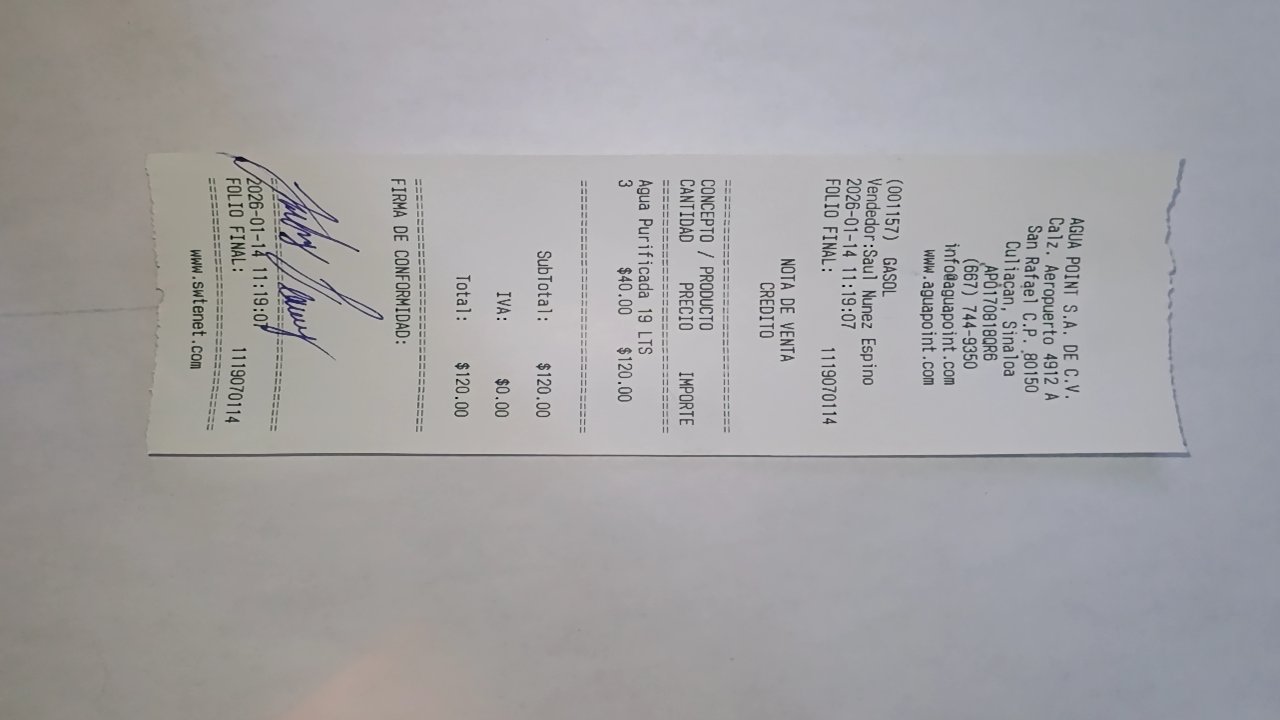 AGUA POINT S.A. DE C.V.
Calz. Aeropuerto 4912 A
San Rafael C.P. 80150
Culiacan, Sinaloa
APO170818QR6
(667) 744-9350
info@aguapoint.com
www.aguapoint.com
(001157) GASOL
Vendedor:Saul Nunez Espino
2026-01-14 11:19:07
FOLIO FINAL: 1119070114
NOTA DE VENTA
CREDITO
==============================
CONCEPTO / PRODUCTO
CANTIDAD PRECIO IMPORTE
==============================
Agua Purificada 19 LTS
3 $40.00 $120.00
==============================
SubTotal: $120.00
IVA: $0.00
Total: $120.00
==============================
FIRMA DE CONFORMIDAD:
==============================
2026-01-14 11:19:07
FOLIO FINAL: 1119070114
==============================
www.swtenet.com